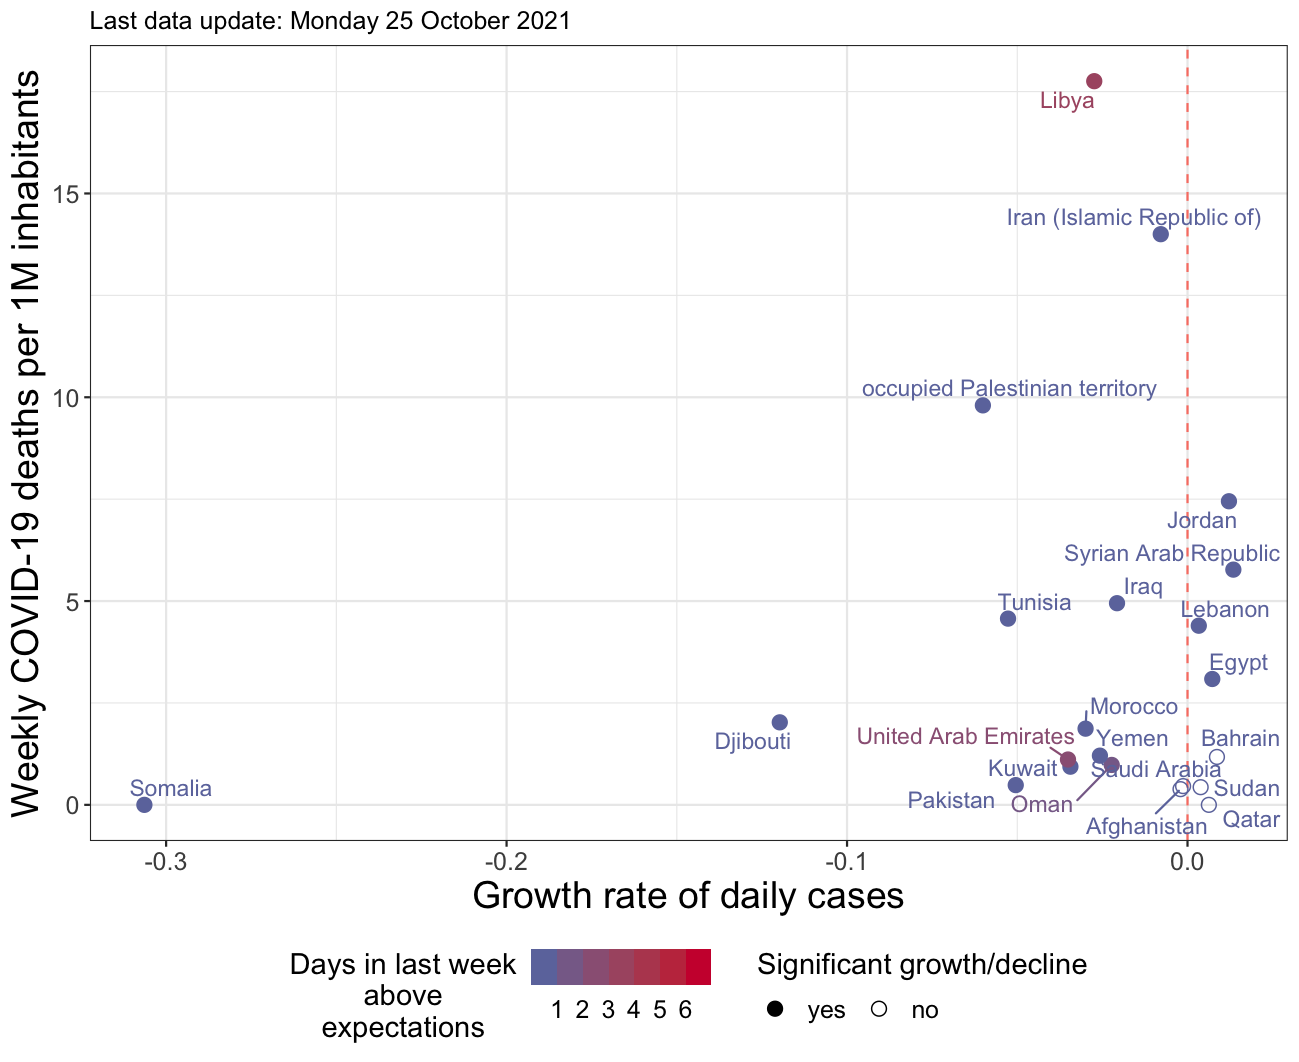 Last data update: Monday 25 October 2021
Weekly COVID-19 deaths per 1M inhabitants
15
10
5
0
Libya
Iran (Islamic Republic of)
occupied Palestinian territory
Jordan
Syrian Arab Republic
Iraq
Tunisia
Lebanon
Egypt
Morocco
United Arab Emirates
Yemen
Bahrain
Djibouti
Kuwait
Saudi Arabia
Somalia
Sudan
Pakistan
Oman
Afghanistan
Qatar
-0.3
-0.2
-0.1
0.0
Growth rate of daily cases
Days in last week
above
expectations
1 2 3 4 5 6
Significant growth/decline
yes no